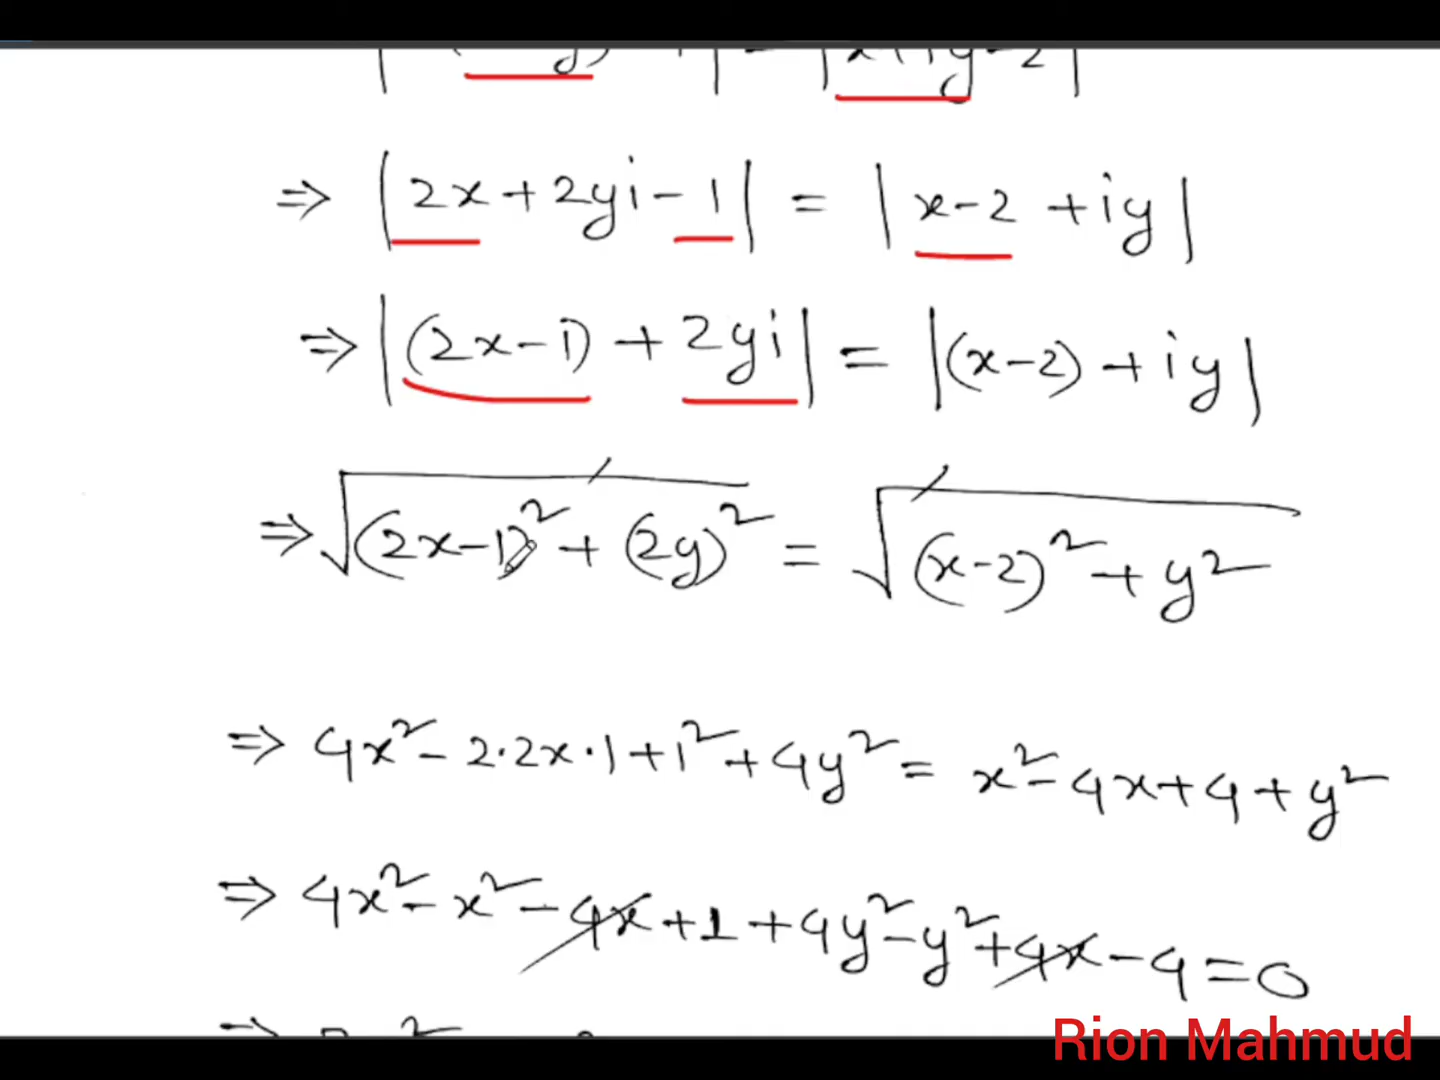 |x+iy-2|
⇒ |2x+2yi-1| = |x-2+iy|
⇒ |(2x-1)+2yi| = |(x-2)+iy|
⇒ √((2x-1)²+(2y)²) = √((x-2)²+y²)
⇒ 4x²-2·2x·1+1²+4y² = x²-4x+4+y²
⇒ 4x²-x²-4x+1+4y²-y²+4x-4=0
Rion Mahmud